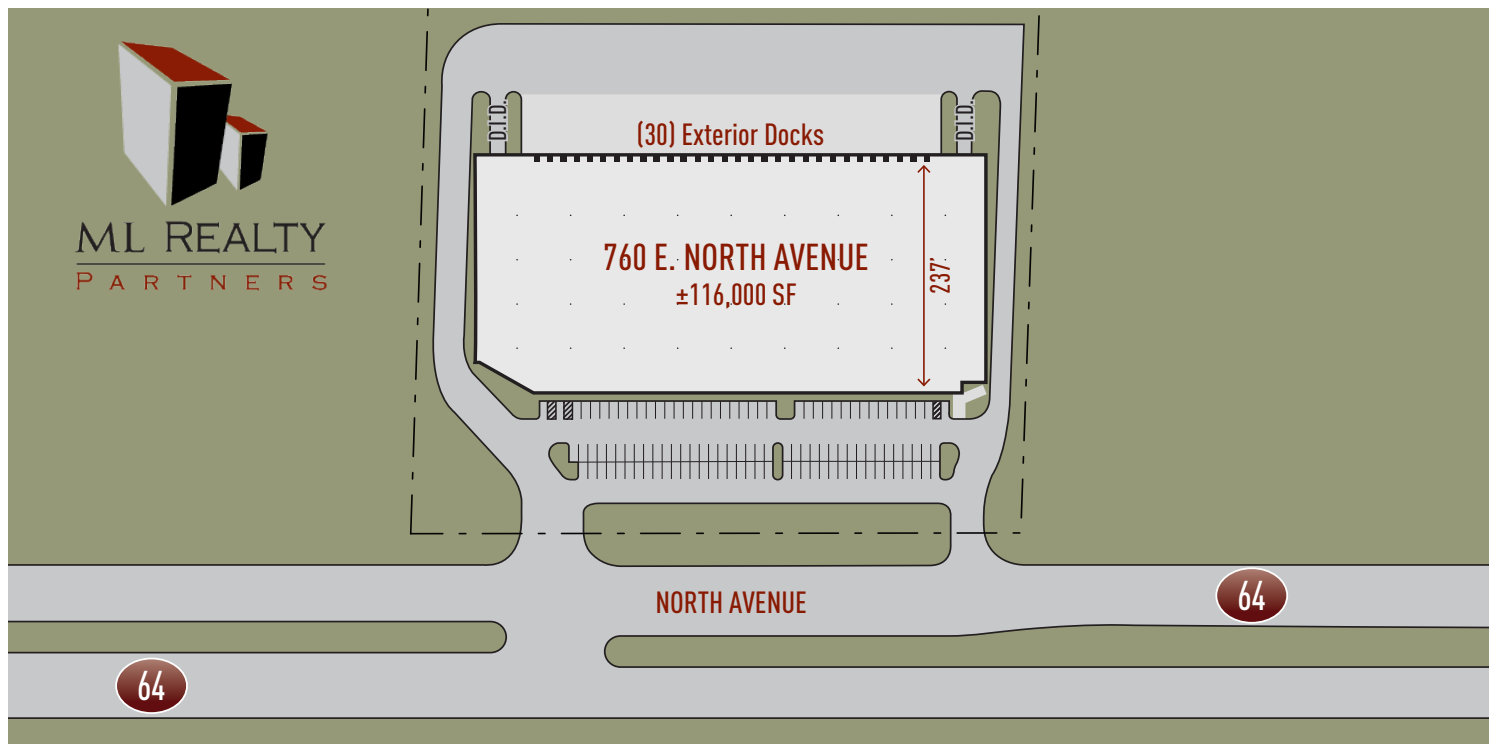 ML REALTY
PARTNERS
D.I.D.
D.I.D.
(30) Exterior Docks
760 E. NORTH AVENUE
±116,000 SF
237'
NORTH AVENUE
64
64